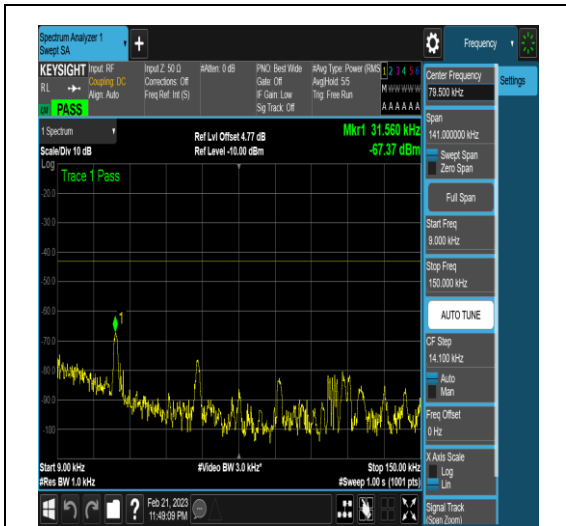 Spectrum Analyzer 1
Swept SA
Frequency
KEYSIGHT
RL
PASS
Input: RF
Coupling: DC
Align: Auto
Input Z: 50 Ω
Corrections: Off
Freq Ref: Int (S)
#Atten: 0 dB
PNO: Best Wide
Gate: Off
IF Gain: Low
Sig Track: Off
#Avg Type: Power (RMS)
Avg|Hold: 5/5
Trig: Free Run
1 2 3 4 5 6
M W W W W W
A A A A A A
1 Spectrum
Scale/Div 10 dB
Ref Lvl Offset 4.77 dB
Ref Level -10.00 dBm
Mkr1 31.560 kHz
-67.37 dBm
Log
Trace 1 Pass
-20.0
-30.0
-40.0
-50.0
-60.0
-70.0
-80.0
-90.0
-100
1
Start 9.00 kHz
#Res BW 1.0 kHz
#Video BW 3.0 kHz*
Stop 150.00 kHz
#Sweep 1.00 s (1001 pts)
Feb 21, 2023
11:49:09 PM
Center Frequency
79.500 kHz
Settings
Span
141.000000 kHz
Swept Span
Zero Span
Full Span
Start Freq
9.000 kHz
Stop Freq
150.000 kHz
AUTO TUNE
CF Step
14.100 kHz
Auto
Man
Freq Offset
0 Hz
X Axis Scale
Log
Lin
Signal Track
(Span Zoom)